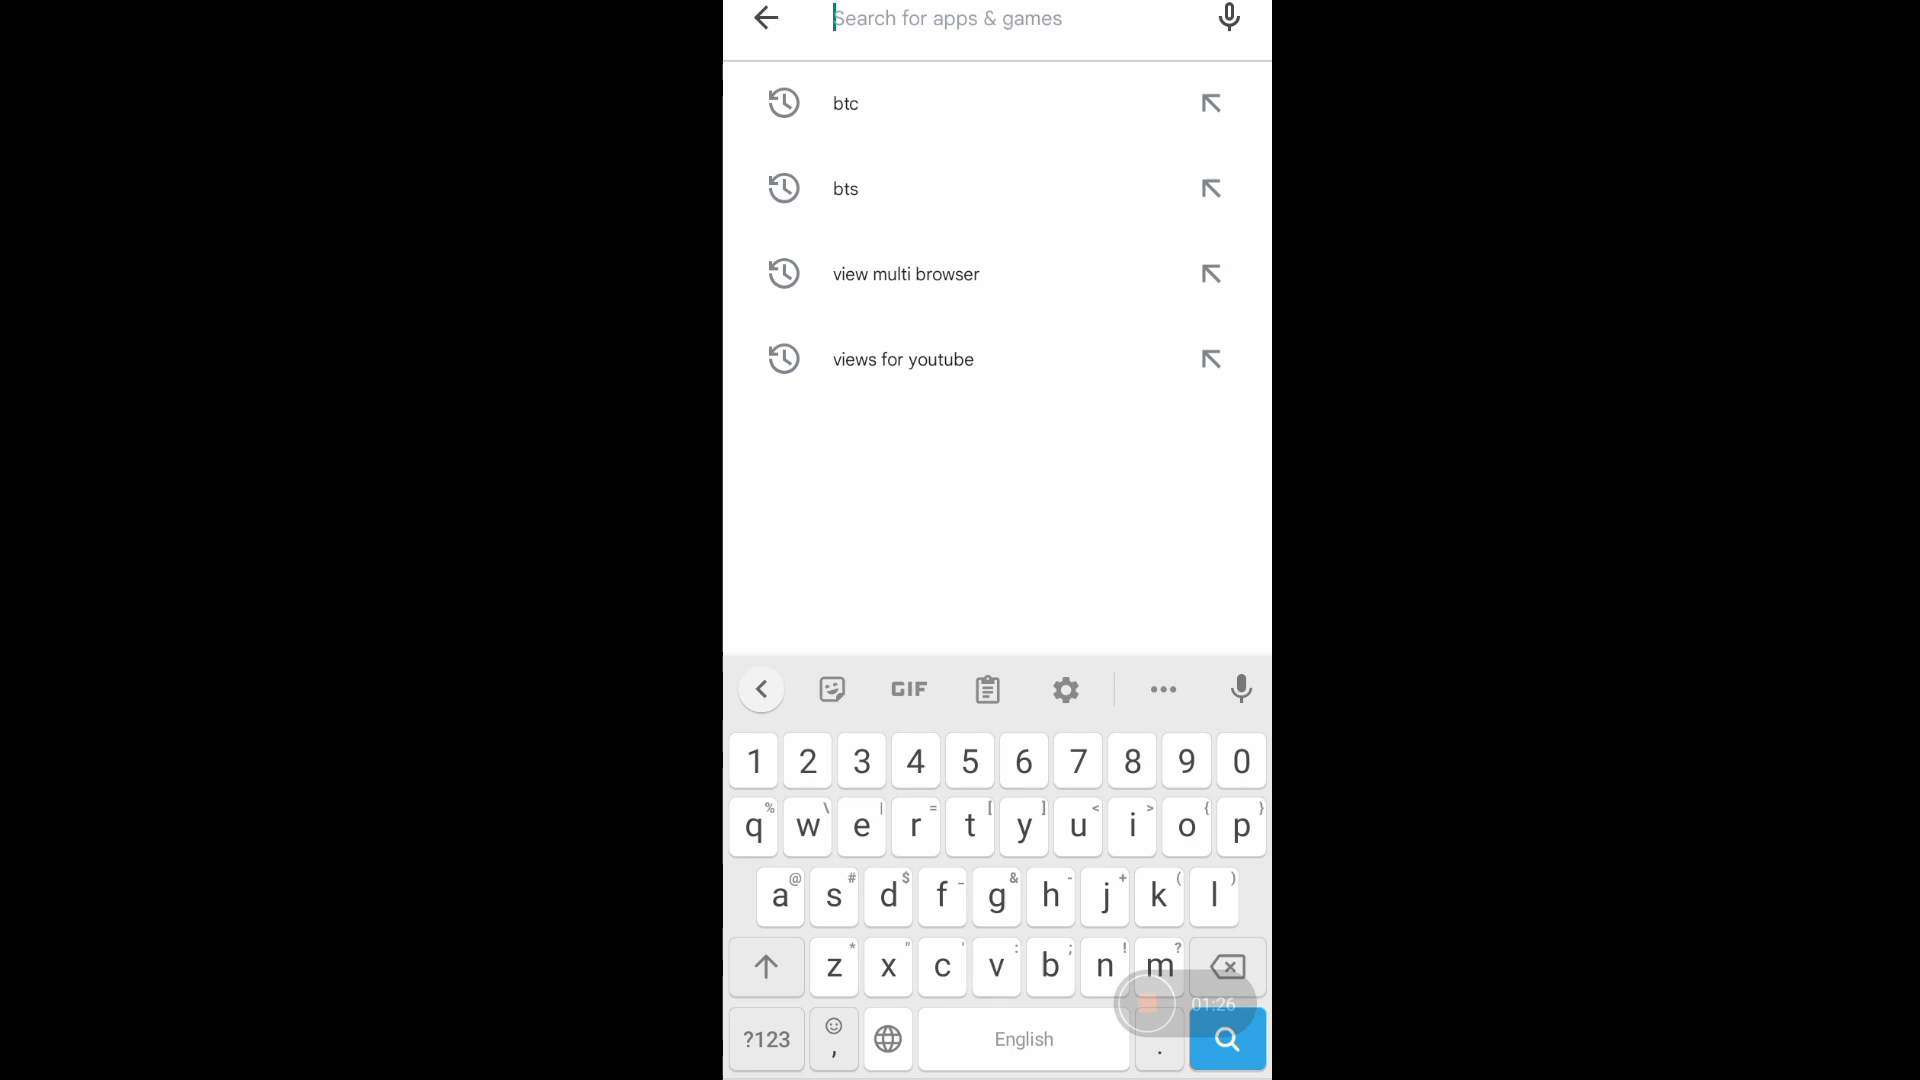 Search for apps & games
btc
bts
view multi browser
views for youtube
GIF
1 2 3 4 5 6 7 8 9 0
% \ | = [ ] < > { }
q w e r t y u i o p
@ # $ _ & - + ( )
a s d f g h j k l
* " ' : ; ! ?
z x c v b n m
01:26
?123 , English .